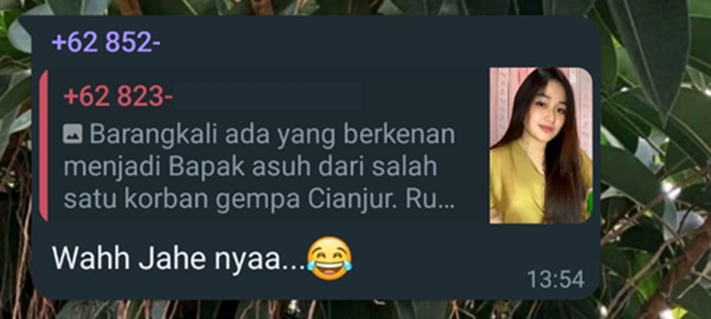 +62 852-
+62 823-
Barangkali ada yang berkenan
menjadi Bapak asuh dari salah
satu korban gempa Cianjur. Ru...
Wahh Jahe nyaa...😂
13:54